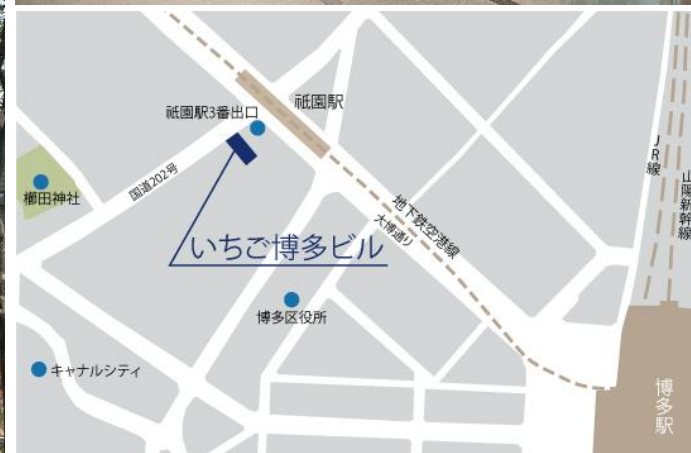 祇園駅
祇園駅3番出口
櫛田神社
国道202号
いちご博多ビル
地下鉄空港線
大博通り
JR線
山陽新幹線
博多区役所
キャナルシティ
博多駅